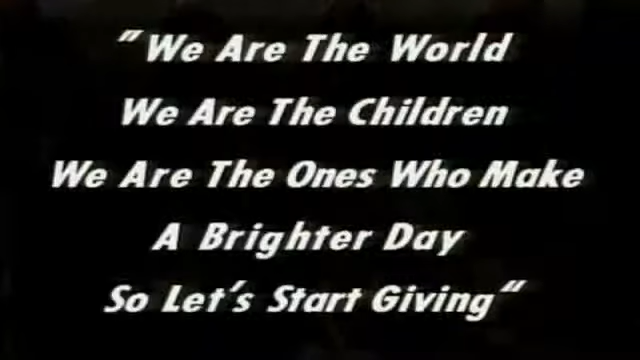 "We Are The World
We Are The Children
We Are The Ones Who Make
A Brighter Day
So Let's Start Giving"